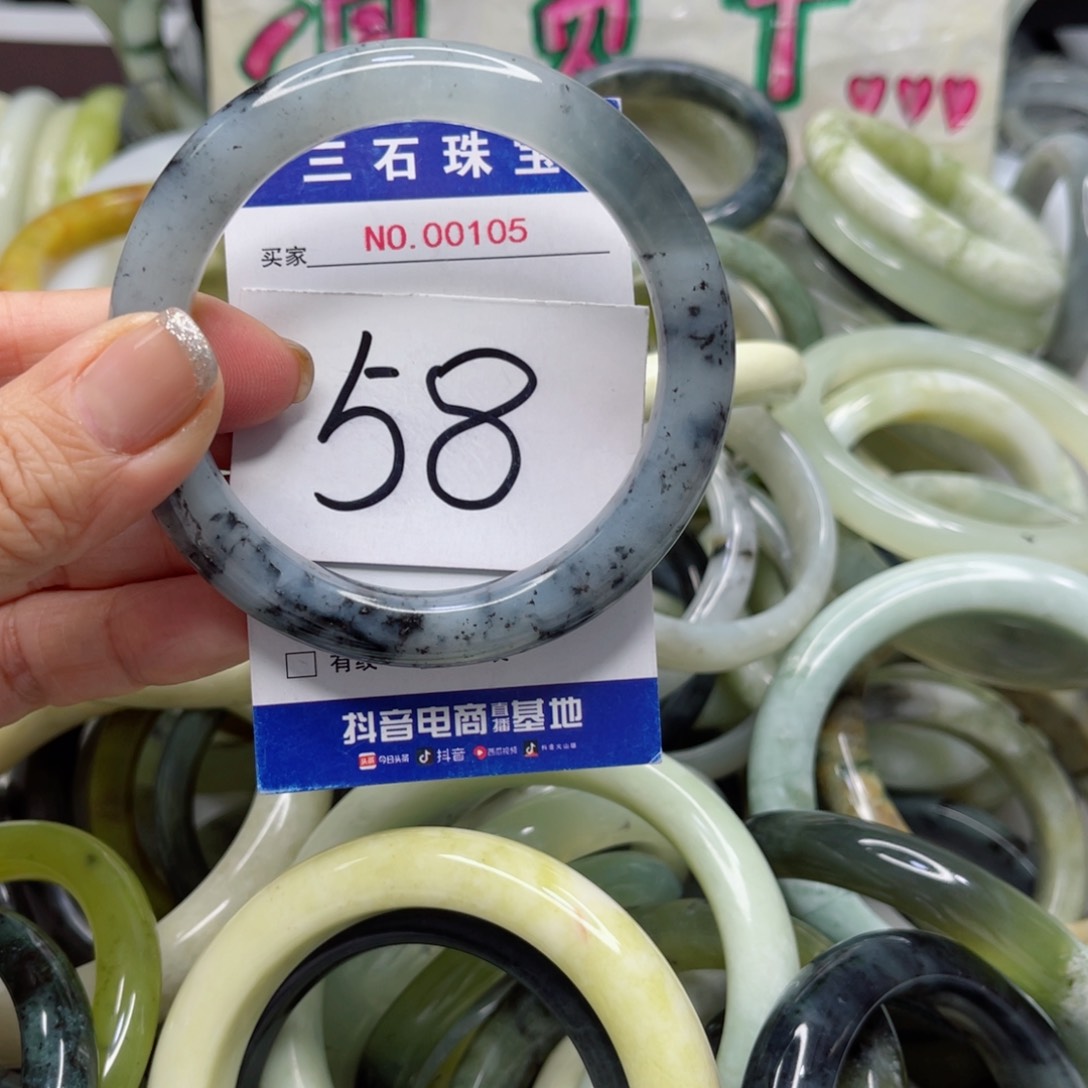 三石珠宝
买家 NO.00105
58
抖音电商直播基地
今日头条 抖音 西瓜视频 抖音火山版